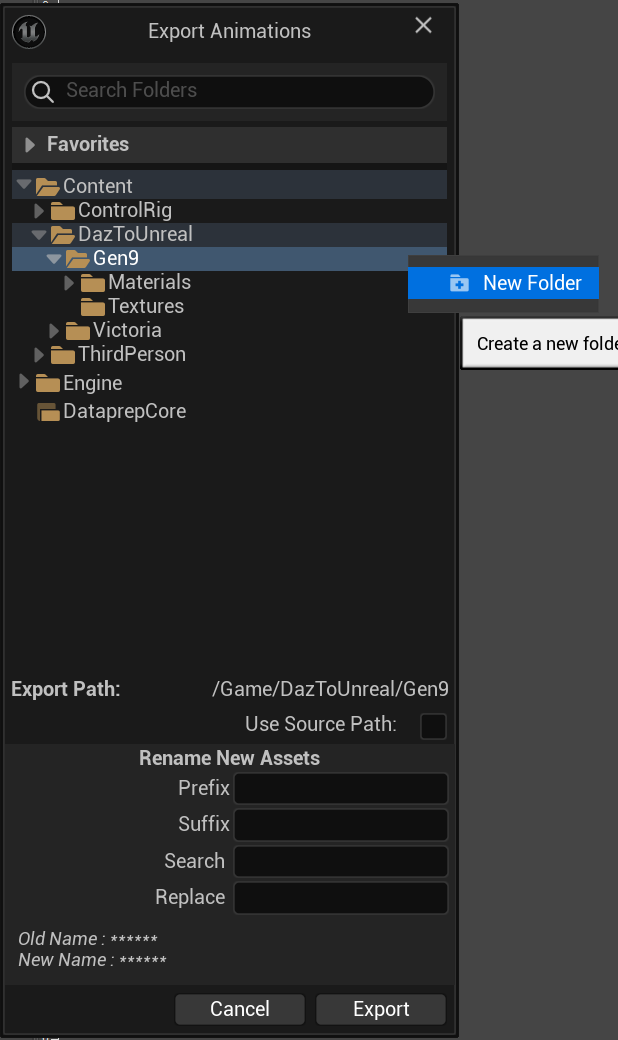 Export Animations
Search Folders
Favorites
Content
ControlRig
DazToUnreal
Gen9
Materials
New Folder
Textures
Victoria
Create a new folde
ThirdPerson
Engine
DataprepCore
Export Path: /Game/DazToUnreal/Gen9
Use Source Path:
Rename New Assets
Prefix
Suffix
Search
Replace
Old Name : ******
New Name : ******
Cancel Export